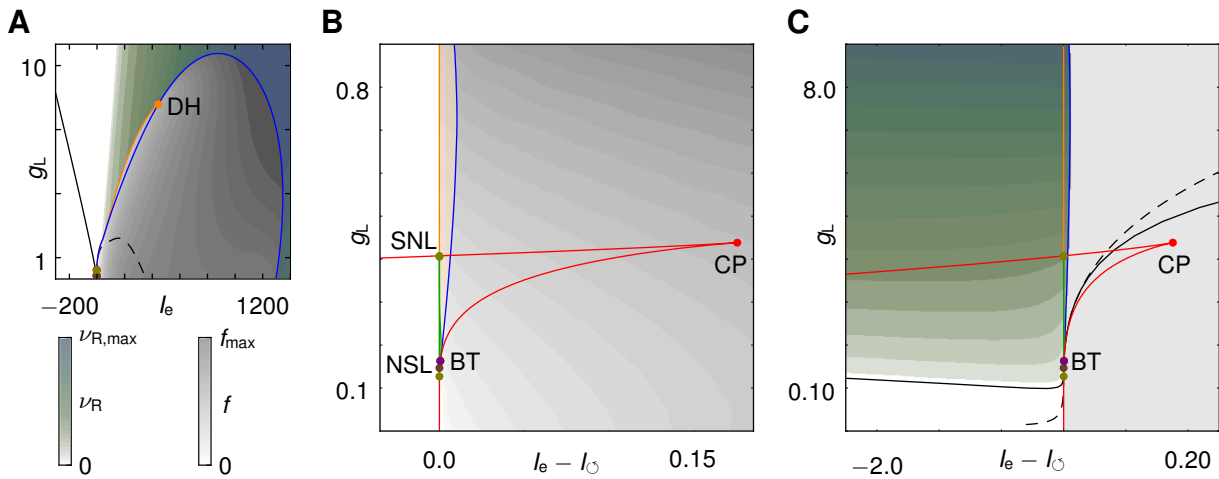 A
B
C
10
g_L
1
DH
−200
I_e
1200
ν_R,max
ν_R
0
f_max
f
0
0.8
g_L
0.1
SNL
NSL
BT
CP
0.0
I_e − I_↺
0.15
8.0
g_L
0.10
BT
CP
−2.0
I_e − I_↺
0.20